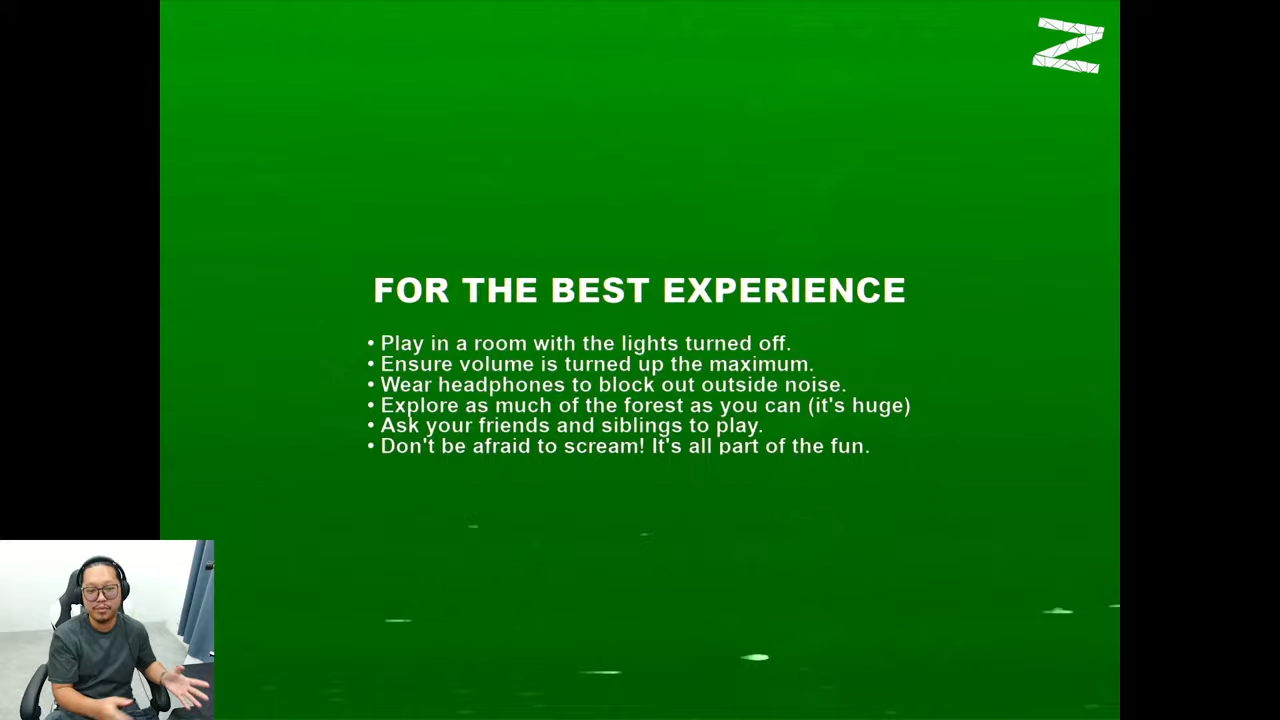 Z
FOR THE BEST EXPERIENCE
• Play in a room with the lights turned off.
• Ensure volume is turned up the maximum.
• Wear headphones to block out outside noise.
• Explore as much of the forest as you can (it's huge)
• Ask your friends and siblings to play.
• Don't be afraid to scream! It's all part of the fun.